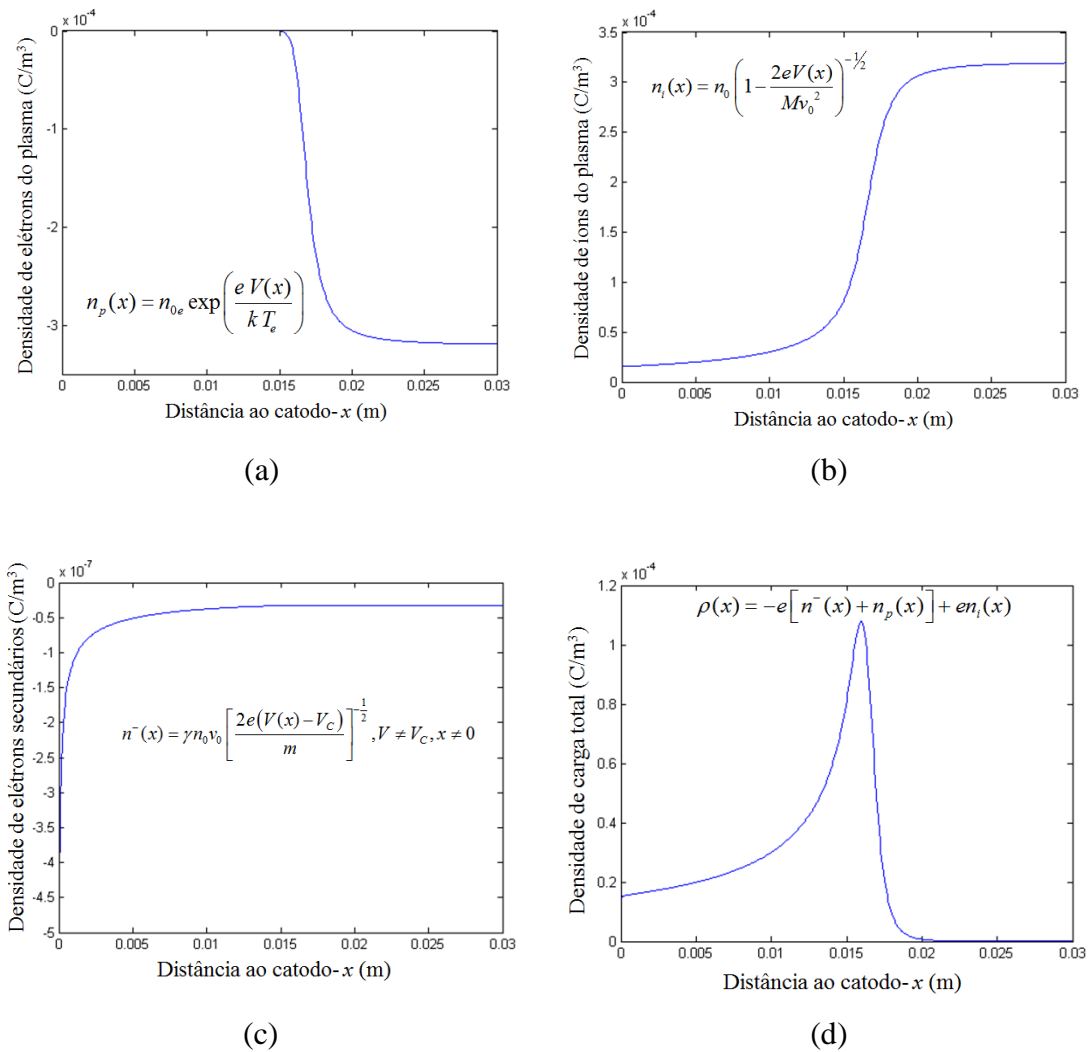 x 10⁻⁴
0
-1
-2
-3
0 0.005 0.01 0.015 0.02 0.025 0.03
Densidade de elétrons do plasma (C/m³)
n_p(x) = n_{0e} exp(e V(x) / k T_e)
Distância ao catodo- x (m)
(a)
x 10⁻⁴
3.5
3
2.5
2
1.5
1
0.5
0
0 0.005 0.01 0.015 0.02 0.025 0.03
Densidade de íons do plasma (C/m³)
n_i(x) = n_0 (1 - 2eV(x) / Mv_0²)^{-1/2}
Distância ao catodo- x (m)
(b)
x 10⁻⁷
0
-0.5
-1
-1.5
-2
-2.5
-3
-3.5
-4
-4.5
-5
0 0.005 0.01 0.015 0.02 0.025 0.03
Densidade de elétrons secundários (C/m³)
n⁻(x) = γn_0v_0 [2e(V(x) - V_C) / m]^{-1/2}, V ≠ V_C, x ≠ 0
Distância ao catodo- x (m)
(c)
x 10⁻⁴
1.2
1
0.8
0.6
0.4
0.2
0
0 0.005 0.01 0.015 0.02 0.025 0.03
Densidade de carga total (C/m³)
ρ(x) = -e[n⁻(x) + n_p(x)] + en_i(x)
Distância ao catodo- x (m)
(d)